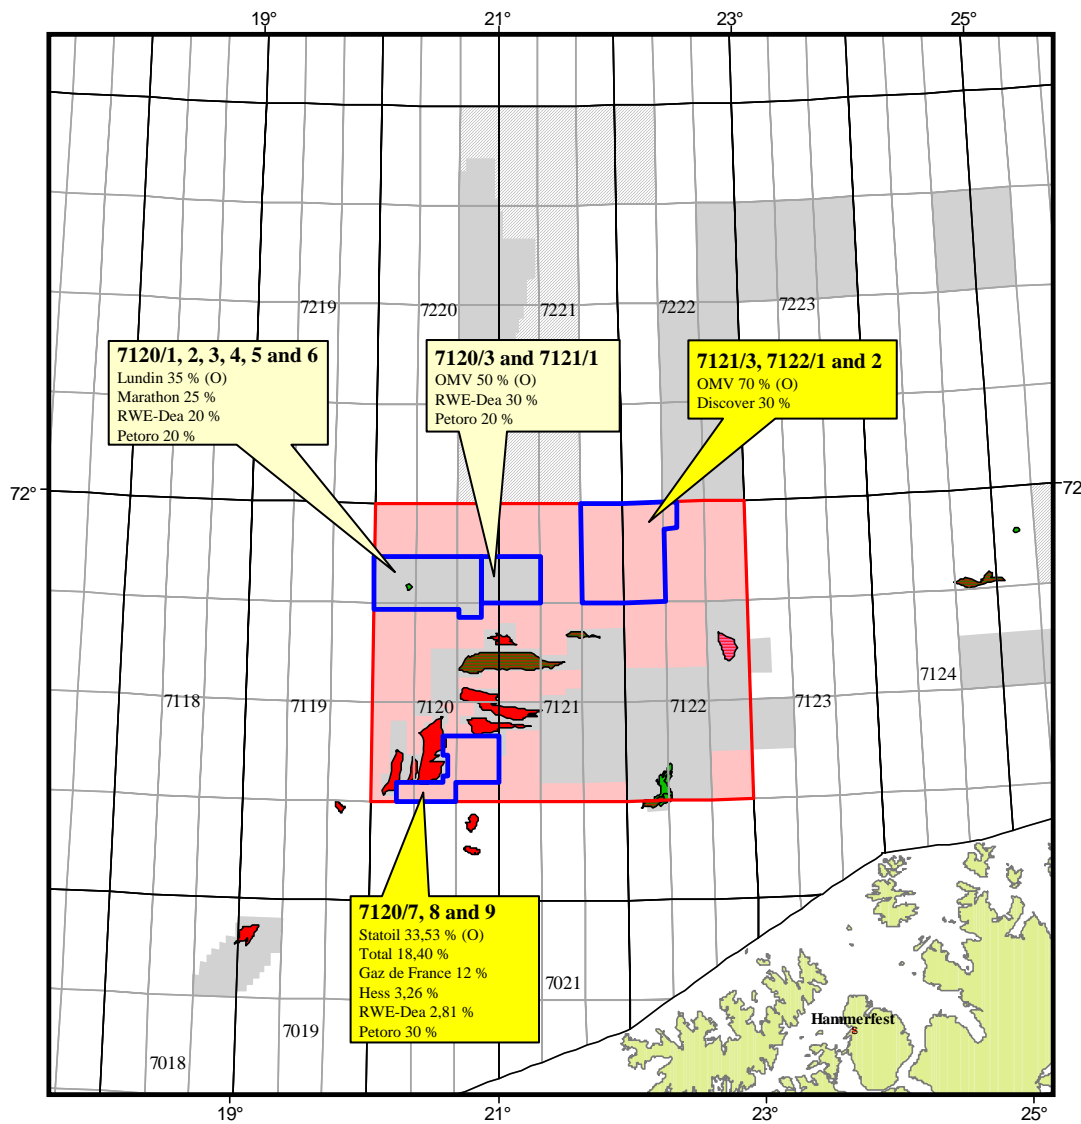 19°
21°
23°
25°
7219
7220
7221
7222
7223
7120/1, 2, 3, 4, 5 and 6
Lundin 35 % (O)
Marathon 25 %
RWE-Dea 20 %
Petoro 20 %
7120/3 and 7121/1
OMV 50 % (O)
RWE-Dea 30 %
Petoro 20 %
7121/3, 7122/1 and 2
OMV 70 % (O)
Discover 30 %
72°
72
7118
7119
7120
7121
7122
7123
7124
7120/7, 8 and 9
Statoil 33,53 % (O)
Total 18,40 %
Gaz de France 12 %
Hess 3,26 %
RWE-Dea 2,81 %
Petoro 30 %
7021
7019
7018
Hammerfest
s
19°
21°
23°
25°